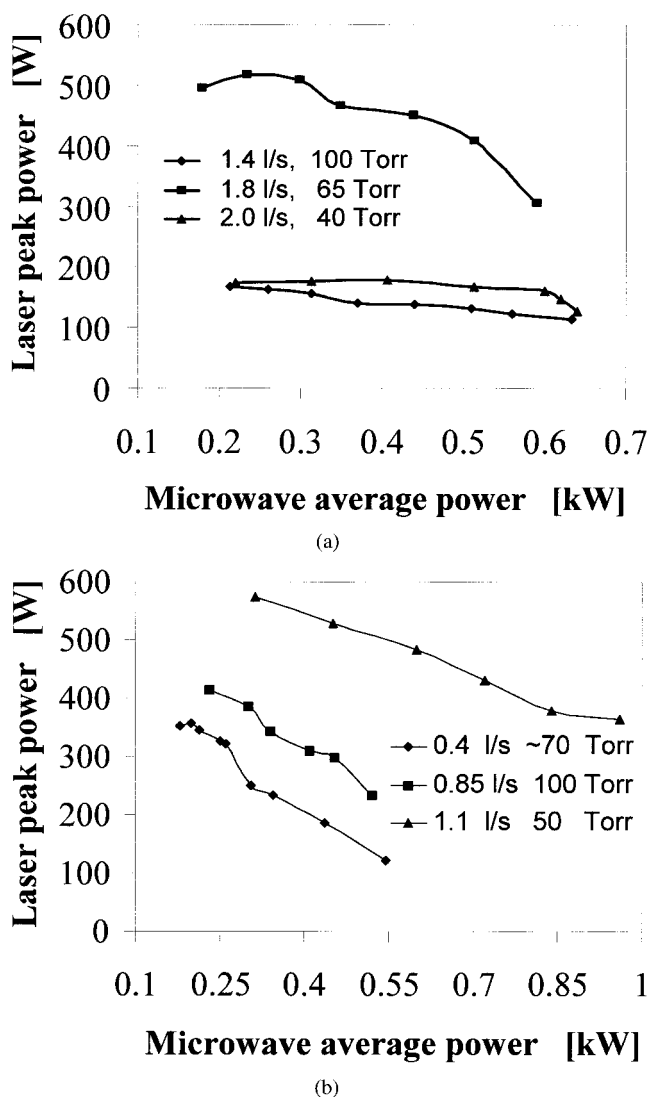 600
500
400
300
200
100
0
Laser peak power [W]
1.4 l/s, 100 Torr
1.8 l/s, 65 Torr
2.0 l/s, 40 Torr
0.1 0.2 0.3 0.4 0.5 0.6 0.7
Microwave average power [kW]
(a)
600
500
400
300
200
100
0
Laser peak power [W]
0.4 l/s ~70 Torr
0.85 l/s 100 Torr
1.1 l/s 50 Torr
0.1 0.25 0.4 0.55 0.7 0.85 1
Microwave average power [kW]
(b)